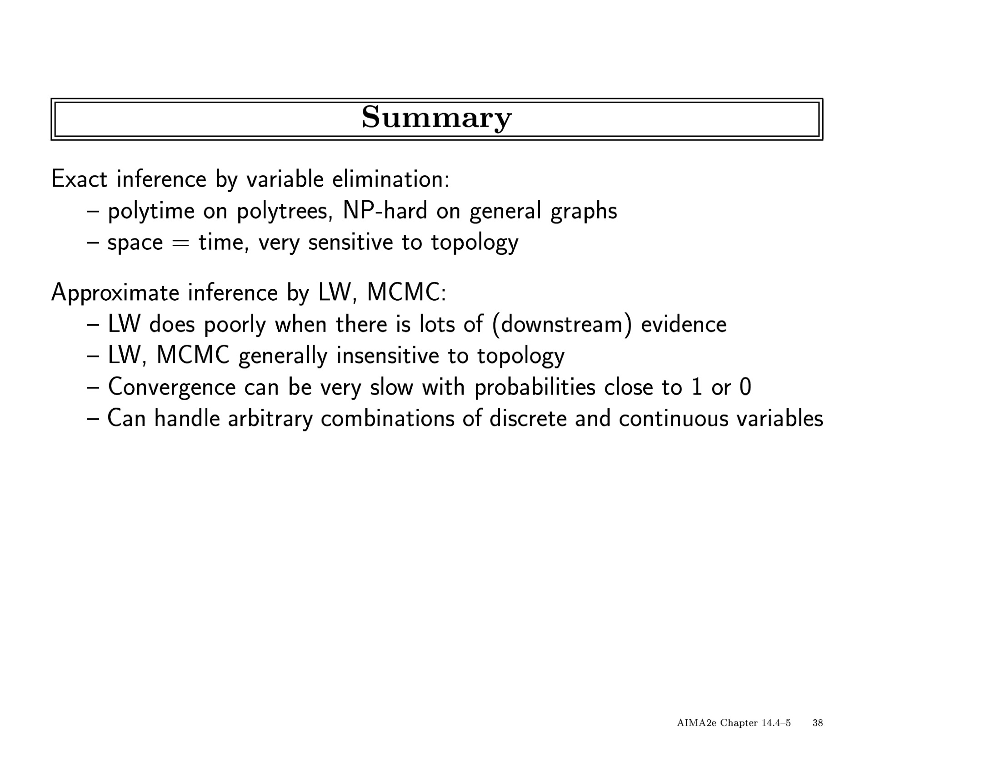 Summary
Exact inference by variable elimination:
– polytime on polytrees, NP-hard on general graphs
– space = time, very sensitive to topology
Approximate inference by LW, MCMC:
– LW does poorly when there is lots of (downstream) evidence
– LW, MCMC generally insensitive to topology
– Convergence can be very slow with probabilities close to 1 or 0
– Can handle arbitrary combinations of discrete and continuous variables
AIMA2e Chapter 14.4–5 38